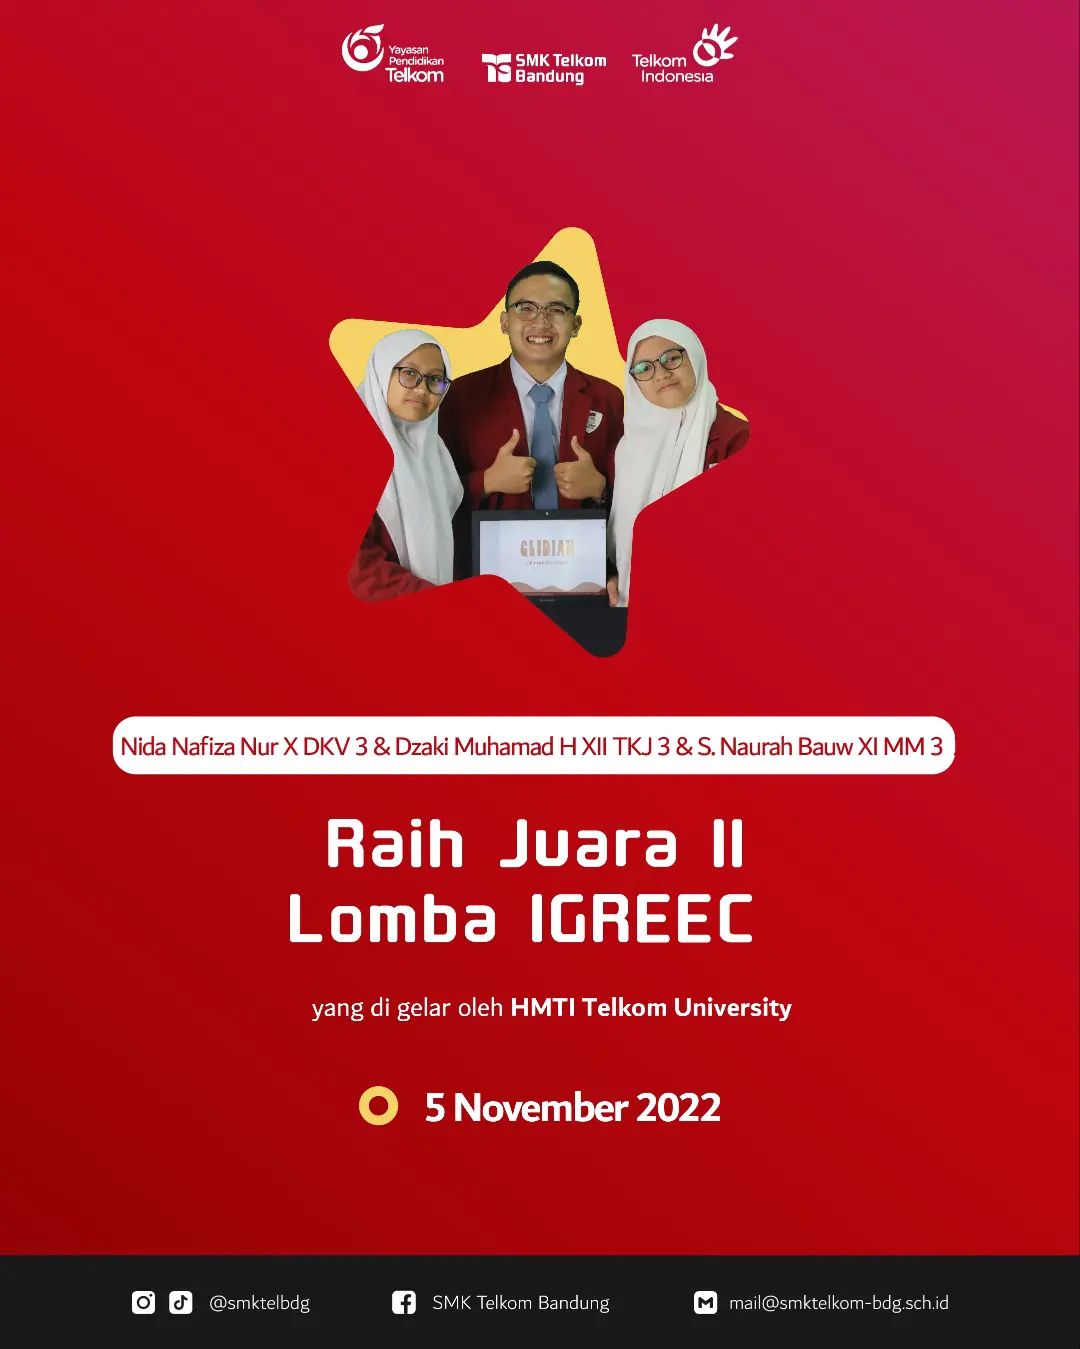 Yayasan
Pendidikan
Telkom
SMK Telkom
Bandung
Telkom
Indonesia
GLIDIAH
Nida Nafiza Nur X DKV 3 & Dzaki Muhamad H XII TKJ 3 & S. Naurah Bauw XI MM 3
Raih Juara II
Lomba IGREEC
yang di gelar oleh HMTI Telkom University
5 November 2022
@smktelbdg
SMK Telkom Bandung
mail@smktelkom-bdg.sch.id